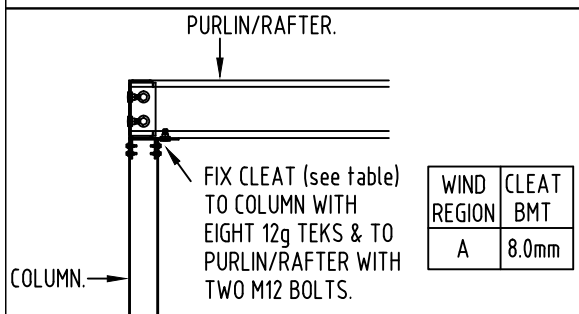 PURLIN/RAFTER.
FIX CLEAT (see table)
TO COLUMN WITH
EIGHT 12g TEKS & TO
PURLIN/RAFTER WITH
TWO M12 BOLTS.
COLUMN.
WIND REGION CLEAT BMT
A 8.0mm